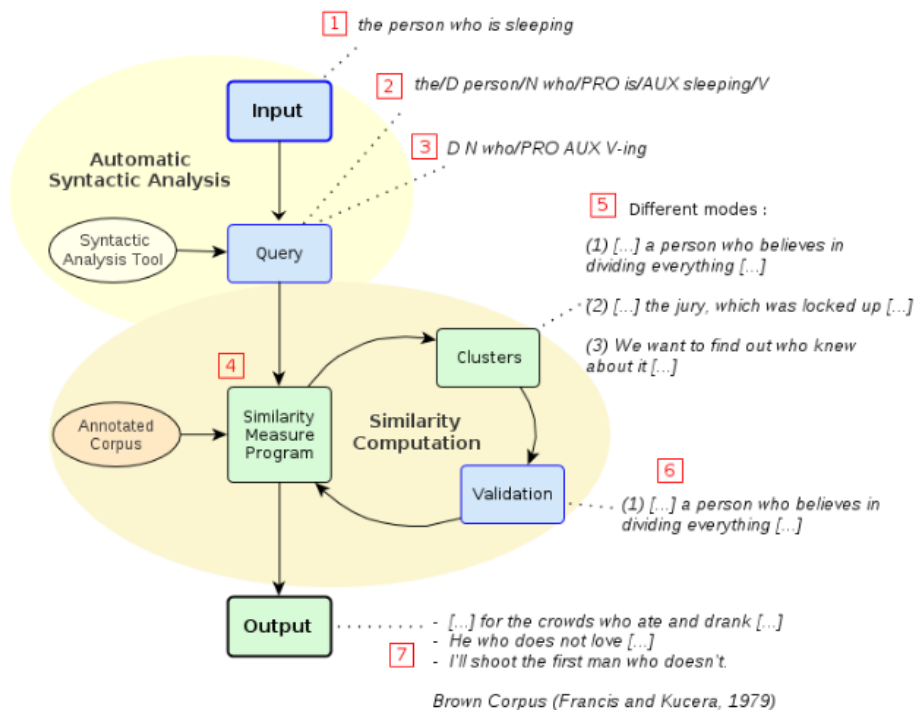 1 the person who is sleeping
2 the/D person/N who/PRO is/AUX sleeping/V
Input
3 D N who/PRO AUX V-ing
Automatic
Syntactic Analysis
Syntactic
Analysis Tool
Query
5 Different modes :
(1) [...] a person who believes in
dividing everything [...]
(2) [...] the jury, which was locked up [...]
(3) We want to find out who knew
about it [...]
Clusters
4
Similarity
Measure
Program
Annotated
Corpus
Similarity
Computation
Validation
6
(1) [...] a person who believes in
dividing everything [...]
Output
7
- [...] for the crowds who ate and drank [...]
- He who does not love [...]
- I'll shoot the first man who doesn't.
Brown Corpus (Francis and Kucera, 1979)